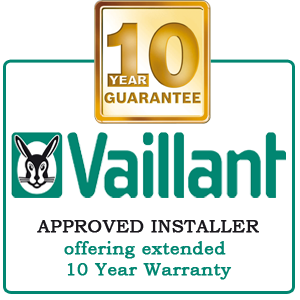 10
YEAR
GUARANTEE
Vaillant
APPROVED INSTALLER
offering extended
10 Year Warranty